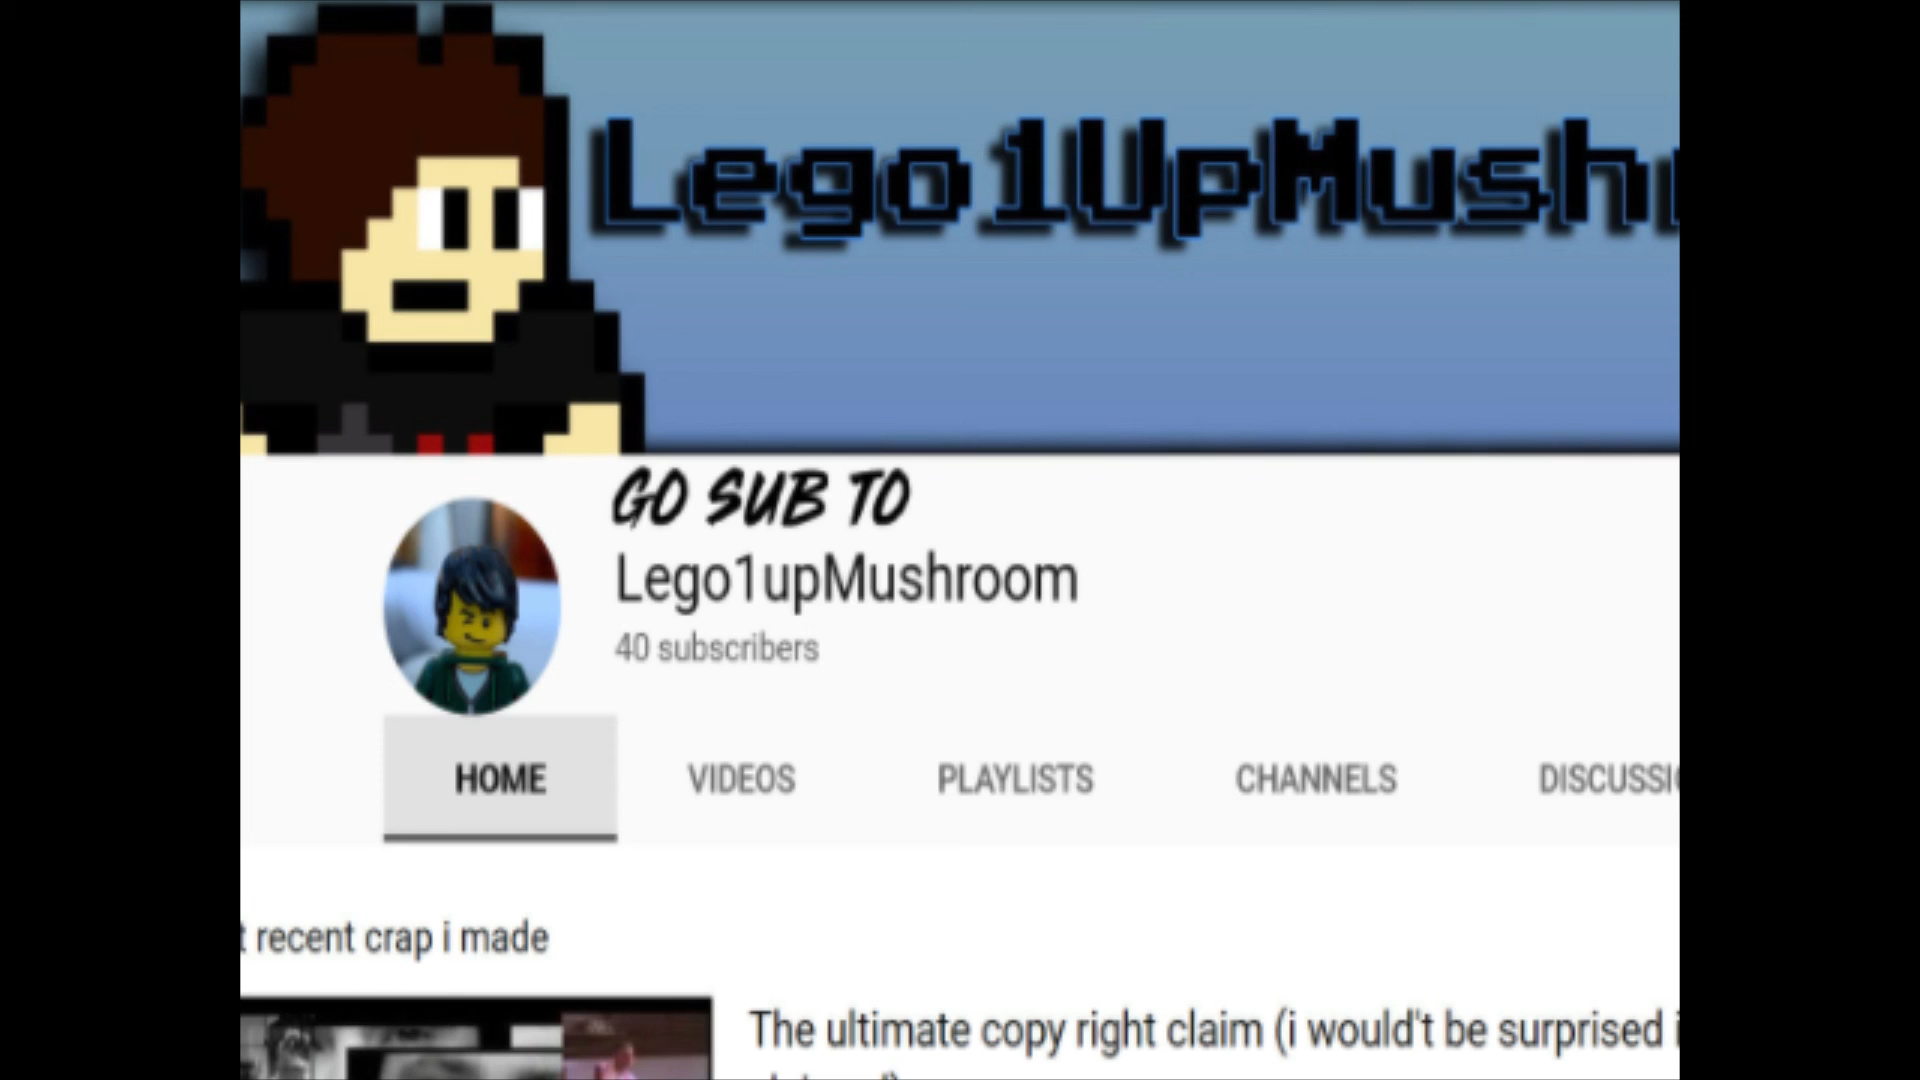 Lego1UpMush
GO SUB TO
Lego1upMushroom
40 subscribers
HOME VIDEOS PLAYLISTS CHANNELS DISCUSSI
t recent crap i made
The ultimate copy right claim (i would't be surprised i